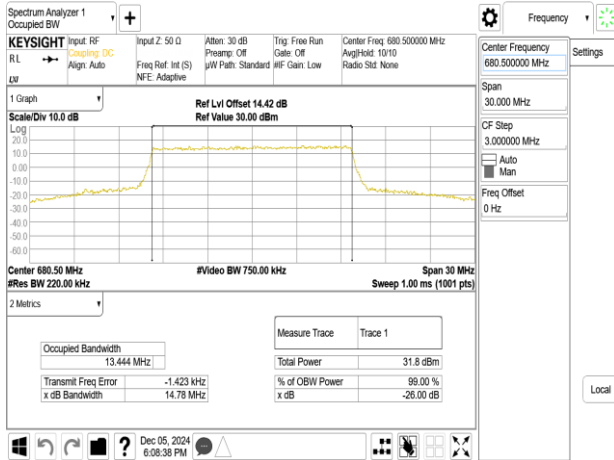 Spectrum Analyzer 1
Occupied BW
Frequency
KEYSIGHT
RL
LXI
Input: RF
Coupling: DC
Align: Auto
Input Z: 50 Ω
Freq Ref: Int (S)
NFE: Adaptive
Atten: 30 dB
Preamp: Off
µW Path: Standard
Trig: Free Run
Gate: Off
#IF Gain: Low
Center Freq: 680.500000 MHz
Avg|Hold: 10/10
Radio Std: None
Center Frequency
680.500000 MHz
Settings
Span
30.000 MHz
CF Step
3.000000 MHz
Auto
Man
Freq Offset
0 Hz
Local
1 Graph
Scale/Div 10.0 dB
Ref Lvl Offset 14.42 dB
Ref Value 30.00 dBm
Log
20.0
10.0
0.00
-10.0
-20.0
-30.0
-40.0
-50.0
-60.0
Center 680.50 MHz
#Video BW 750.00 kHz
Span 30 MHz
#Res BW 220.00 kHz
Sweep 1.00 ms (1001 pts)
2 Metrics
Measure Trace
Trace 1
Occupied Bandwidth
13.444 MHz
Total Power
31.8 dBm
Transmit Freq Error
-1.423 kHz
% of OBW Power
99.00 %
x dB Bandwidth
14.78 MHz
x dB
-26.00 dB
?
Dec 05, 2024
6:08:38 PM